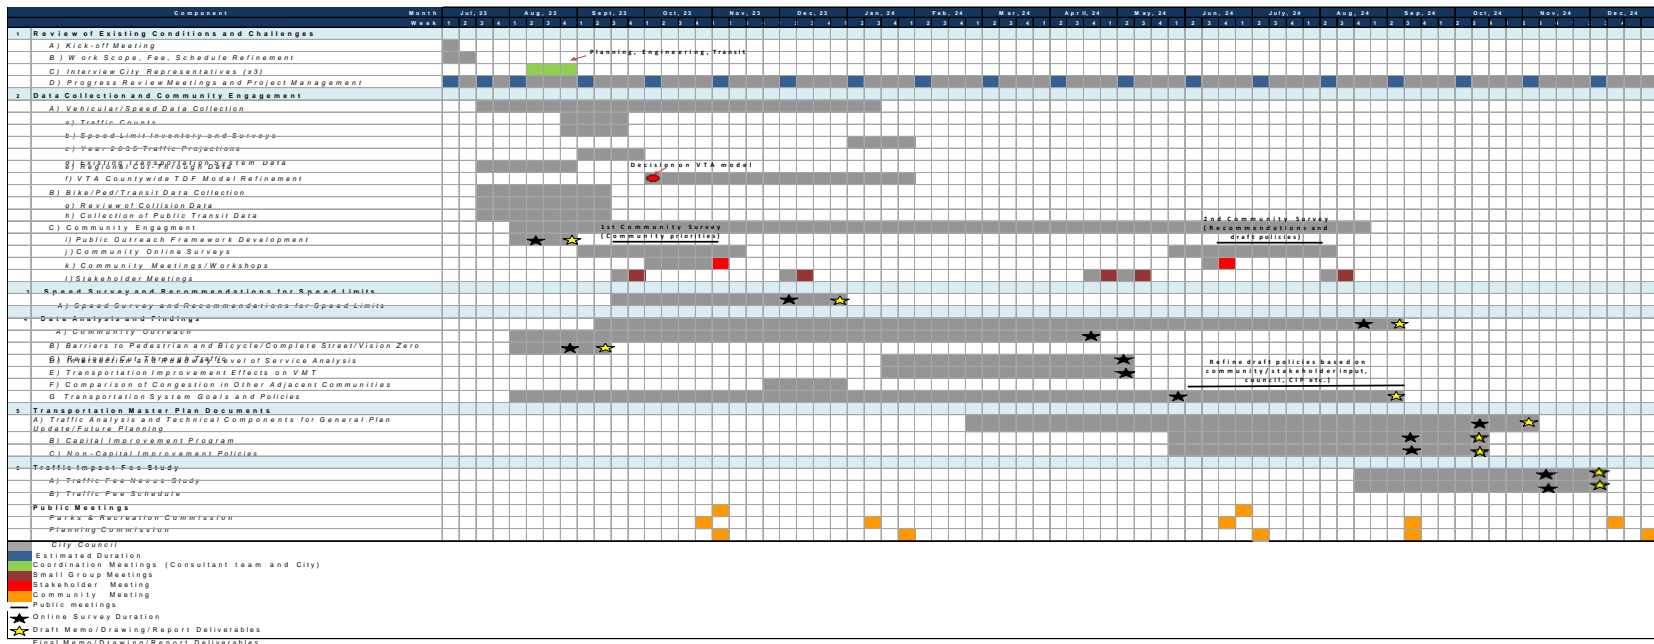 Component Month Jul, 23 Aug, 23 Sept, 23 Oct, 23 Nov, 23 Dec, 23 Jan, 24 Feb, 24 Mar, 24 April, 24 May, 24 Jun, 24 July, 24 Aug, 24 Sep, 24 Oct, 24 Nov, 24 Dec, 24
Week
1 Review of Existing Conditions and Challenges
A) Kick-off Meeting
Planning, Engineering, Transit
B) Work Scope, Fee, Schedule Refinement
C) Interview City Representatives (x3)
D) Progress Review Meetings and Project Management
2 Data Collection and Community Engagement
A) Vehicular/Speed Data Collection
a) Traffic Counts
b) Speed Limit Inventory and Surveys
c) Year 2035 Traffic Projections
d) Existing Transportation System Data
e) Regional Cut-Through Data
Decision on VTA model
f) VTA Countywide TDF Model Refinement
B) Bike/Ped/Transit Data Collection
g) Review of Collision Data
h) Collection of Public Transit Data
C) Community Engagment
1st Community Survey
(Community priorities)
2nd Community Survey
(Recommendations and
draft policies)
i) Public Outreach Framework Development
j) Community Online Surveys
k) Community Meetings/Workshops
l) Stakeholder Meetings
3 Speed Survey and Recommendations for Speed Limits
A) Speed Survey and Recommendations for Speed Limits
4 Data Analysis and Findings
A) Community Outreach
B) Barriers to Pedestrian and Bicycle/Complete Street/Vision Zero
Regional Cut-Through Traffic
Intersection and Roadway Level of Service Analysis
E) Transportation Improvement Effects on VMT
Refine draft policies based on
community/stakeholder input,
council, CIP etc.)
F) Comparison of Congestion in Other Adjacent Communities
G Transportation System Goals and Policies
5 Transportation Master Plan Documents
A) Traffic Analysis and Technical Components for General Plan
Update/Future Planning
B) Capital Improvement Program
C) Non-Capital Improvement Policies
6 Traffic Impact Fee Study
A) Traffic Fee Nexus Study
B) Traffic Fee Schedule
Public Meetings
Parks & Recreation Commission
Planning Commission
City Council
Estimated Duration
Coordination Meetings (Consultant team and City)
Small Group Meetings
Stakeholder Meeting
Community Meeting
Public meetings
Online Survey Duration
Draft Memo/Drawing/Report Deliverables
Final Memo/Drawing/Report Deliverables